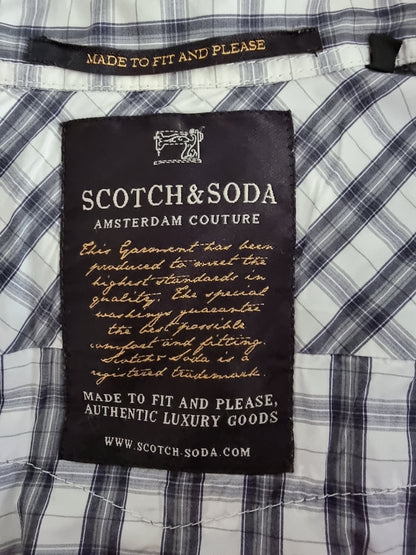 MADE TO FIT AND PLEASE
SCOTCH & SODA
AMSTERDAM COUTURE
This Garment has been
produced to meet the
highest standards in
quality. The special
washings guarantee
the best possible
comfort and fitting.
Scotch & Soda is a
registered trademark.
MADE TO FIT AND PLEASE,
AUTHENTIC LUXURY GOODS
WWW.SCOTCH-SODA.COM